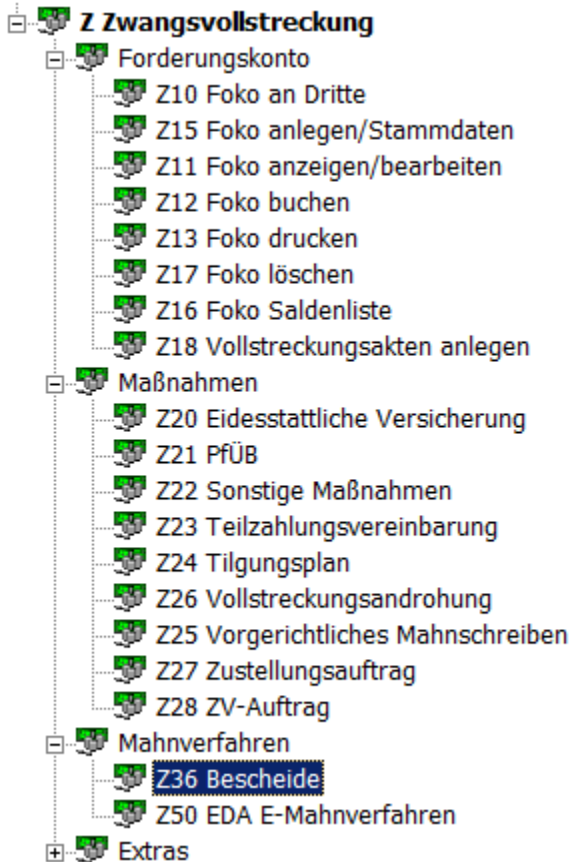 Z Zwangsvollstreckung
Forderungskonto
Z10 Foko an Dritte
Z15 Foko anlegen/Stammdaten
Z11 Foko anzeigen/bearbeiten
Z12 Foko buchen
Z13 Foko drucken
Z17 Foko löschen
Z16 Foko Saldenliste
Z18 Vollstreckungsakten anlegen
Maßnahmen
Z20 Eidesstattliche Versicherung
Z21 PfÜB
Z22 Sonstige Maßnahmen
Z23 Teilzahlungsvereinbarung
Z24 Tilgungsplan
Z26 Vollstreckungsandrohung
Z25 Vorgerichtliches Mahnschreiben
Z27 Zustellungsauftrag
Z28 ZV-Auftrag
Mahnverfahren
Z36 Bescheide
Z50 EDA E-Mahnverfahren
Extras